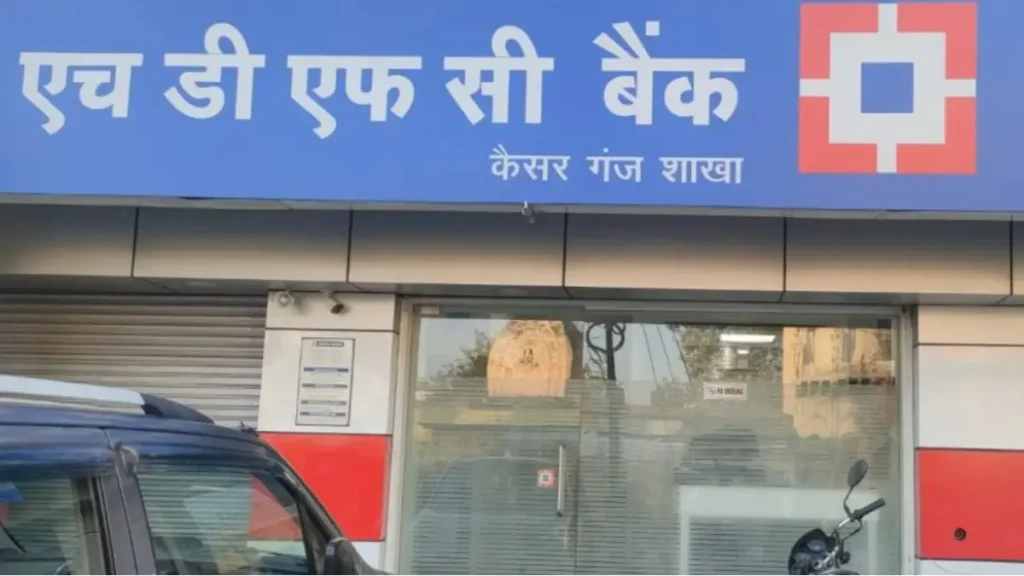 एच डी एफ सी बैंक
कैसर गंज शाखा